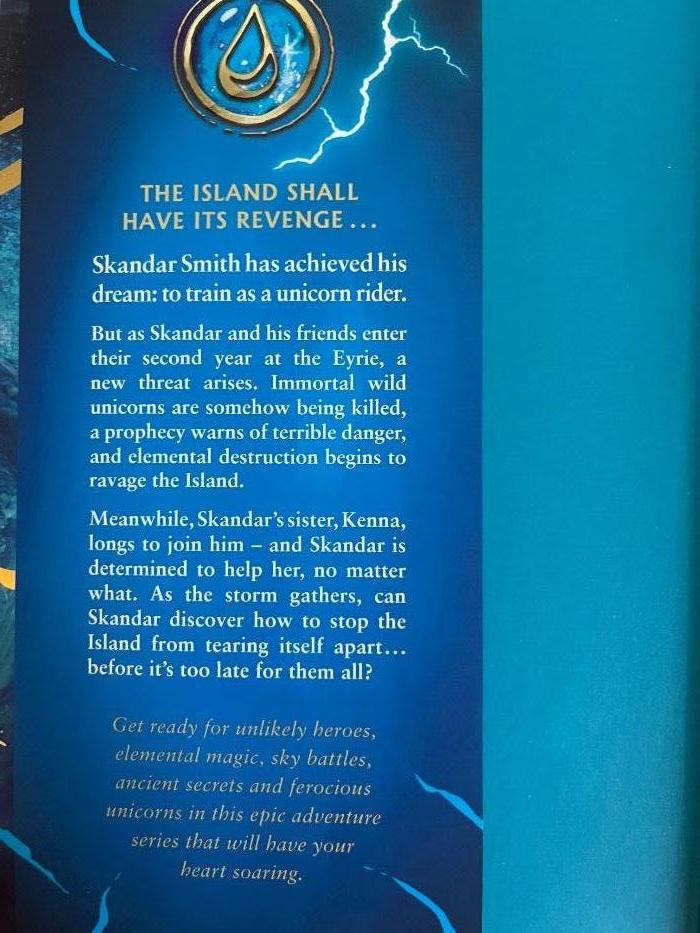 THE ISLAND SHALL
HAVE ITS REVENGE...
Skandar Smith has achieved his
dream: to train as a unicorn rider.
But as Skandar and his friends enter
their second year at the Eyrie, a
new threat arises. Immortal wild
unicorns are somehow being killed,
a prophecy warns of terrible danger,
and elemental destruction begins to
ravage the Island.
Meanwhile, Skandar's sister, Kenna,
longs to join him – and Skandar is
determined to help her, no matter
what. As the storm gathers, can
Skandar discover how to stop the
Island from tearing itself apart...
before it's too late for them all?
Get ready for unlikely heroes,
elemental magic, sky battles,
ancient secrets and ferocious
unicorns in this epic adventure
series that will have your
heart soaring.